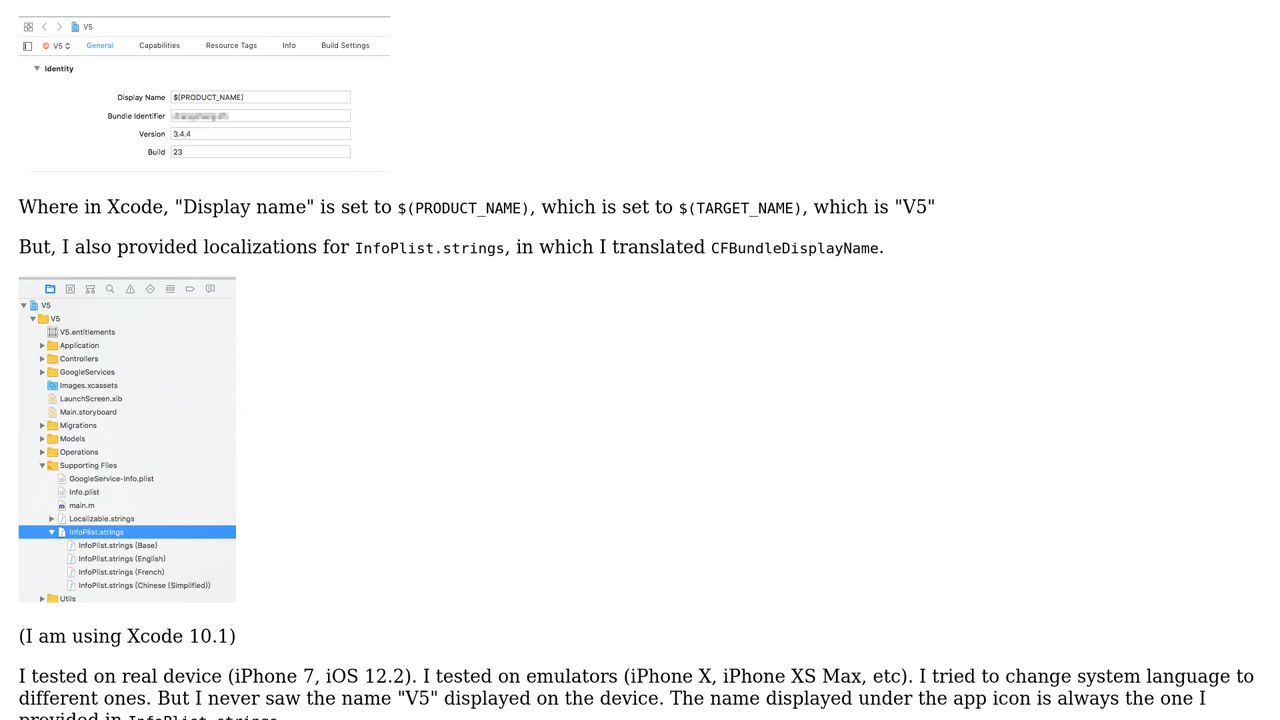 V5
V5 General Capabilities Resource Tags Info Build Settings
Identity
Display Name $(PRODUCT_NAME)
Bundle Identifier
Version 3.4.4
Build 23
Where in Xcode, "Display name" is set to $(PRODUCT_NAME), which is set to $(TARGET_NAME), which is "V5"
But, I also provided localizations for InfoPlist.strings, in which I translated CFBundleDisplayName.
V5
V5
V5.entitlements
Application
Controllers
GoogleServices
Images.xcassets
LaunchScreen.xib
Main.storyboard
Migrations
Models
Operations
Supporting Files
GoogleService-Info.plist
Info.plist
main.m
Localizable.strings
InfoPlist.strings
InfoPlist.strings (Base)
InfoPlist.strings (English)
InfoPlist.strings (French)
InfoPlist.strings (Chinese (Simplified))
Utils
(I am using Xcode 10.1)
I tested on real device (iPhone 7, iOS 12.2). I tested on emulators (iPhone X, iPhone XS Max, etc). I tried to change system language to
different ones. But I never saw the name "V5" displayed on the device. The name displayed under the app icon is always the one I
provided in InfoPlist.strings